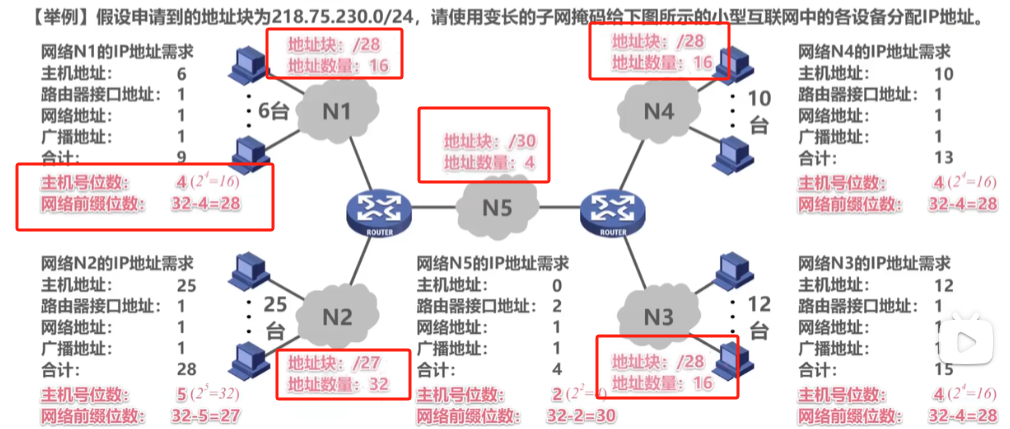 【举例】假设申请到的地址块为218.75.230.0/24，请使用变长的子网掩码给下图所示的小型互联网中的各设备分配IP地址。
网络N1的IP地址需求
主机地址： 6
路由器接口地址： 1
网络地址： 1
广播地址： 1
合计： 9
主机号位数： 4 (2⁴=16)
网络前缀位数： 32-4=28
地址块：/28
地址数量：16
6台
N1
地址块：/30
地址数量：4
N5
ROUTER
ROUTER
地址块：/28
地址数量：16
N4
10
台
网络N4的IP地址需求
主机地址： 10
路由器接口地址： 1
网络地址： 1
广播地址： 1
合计： 13
主机号位数： 4 (2⁴=16)
网络前缀位数： 32-4=28
网络N2的IP地址需求
主机地址： 25
路由器接口地址： 1
网络地址： 1
广播地址： 1
合计： 28
主机号位数： 5 (2⁵=32)
网络前缀位数： 32-5=27
25
台
N2
地址块：/27
地址数量：32
网络N5的IP地址需求
主机地址： 0
路由器接口地址： 2
网络地址： 1
广播地址： 1
合计： 4
主机号位数： 2 (2²=
网络前缀位数： 32-2=30
N3
12
台
地址块：/28
地址数量：16
网络N3的IP地址需求
主机地址： 12
路由器接口地址： 1
网络地址： 1
广播地址：
合计： 15
主机号位数： 4 (2⁴=16)
网络前缀位数： 32-4=28